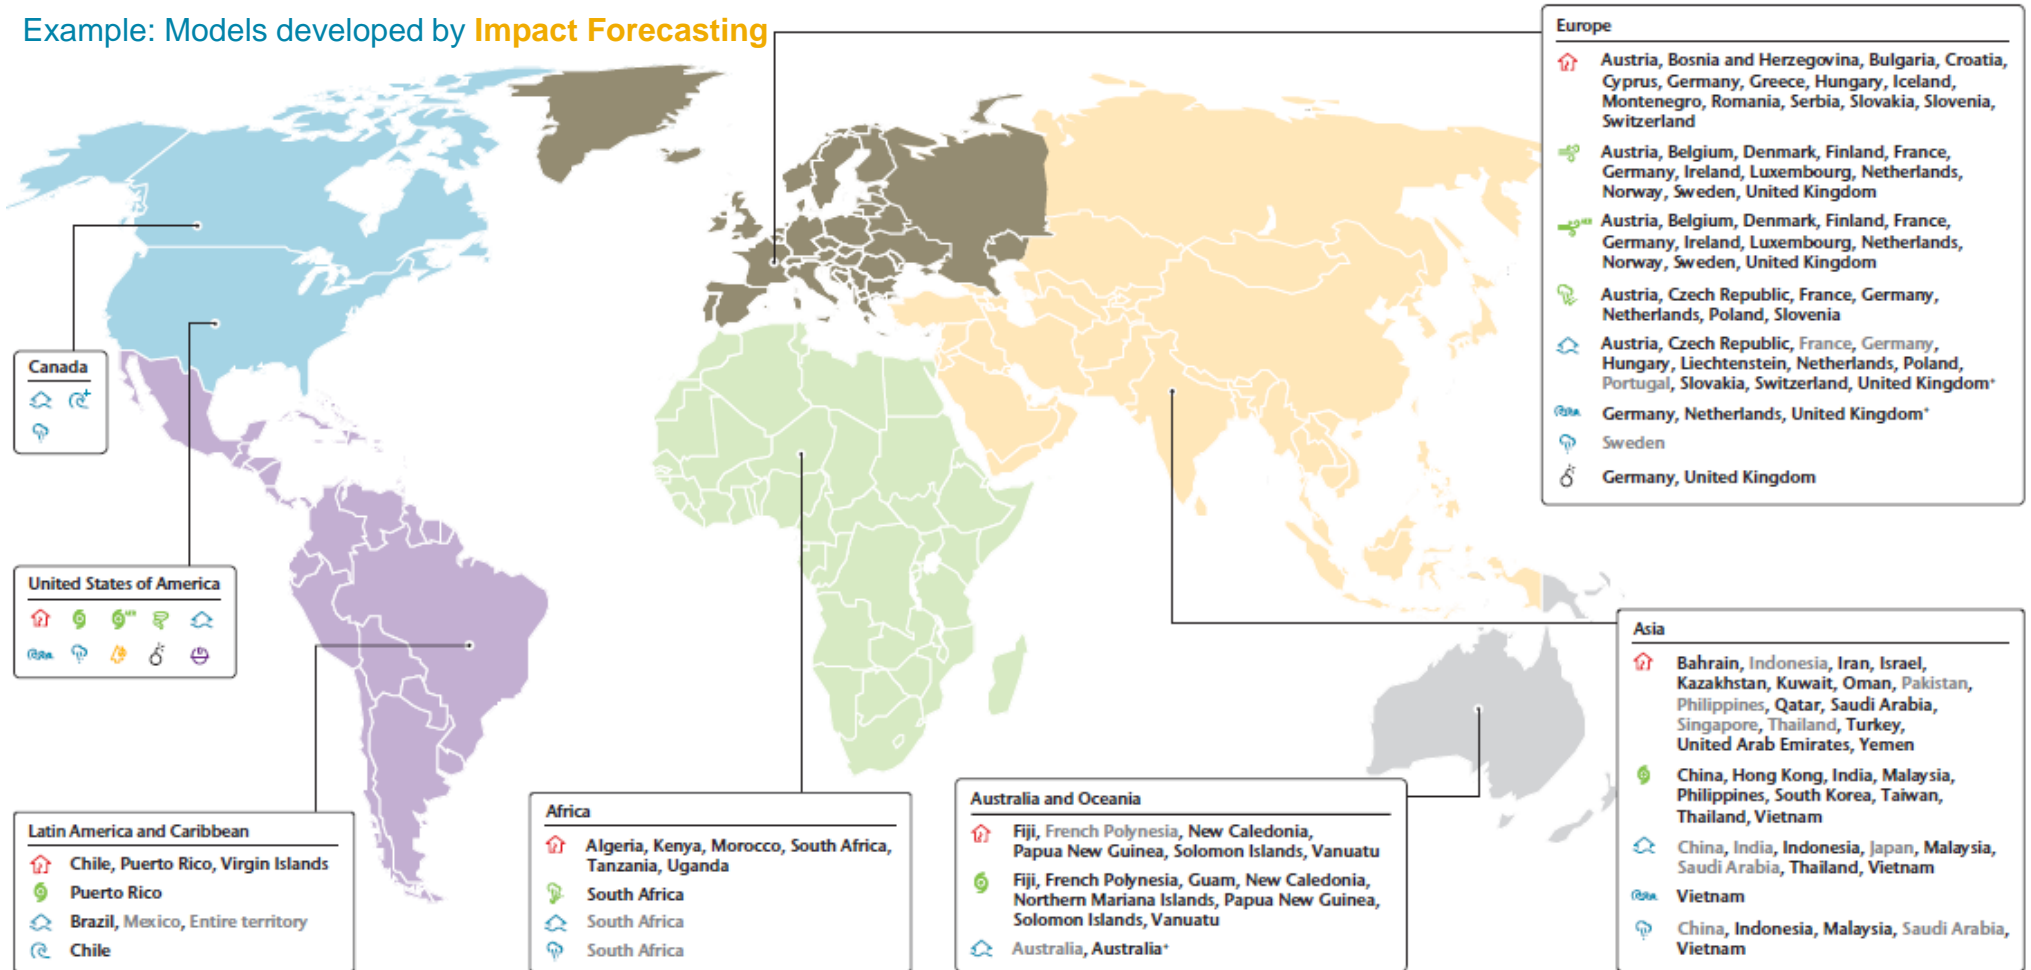 Example: Models developed by Impact Forecasting
Europe
Austria, Bosnia and Herzegovina, Bulgaria, Croatia,
Cyprus, Germany, Greece, Hungary, Iceland,
Montenegro, Romania, Serbia, Slovakia, Slovenia,
Switzerland
Austria, Belgium, Denmark, Finland, France,
Germany, Ireland, Luxembourg, Netherlands,
Norway, Sweden, United Kingdom
Austria, Belgium, Denmark, Finland, France,
Germany, Ireland, Luxembourg, Netherlands,
Norway, Sweden, United Kingdom
Austria, Czech Republic, France, Germany,
Netherlands, Poland, Slovenia
Austria, Czech Republic, France, Germany,
Hungary, Liechtenstein, Netherlands, Poland,
Portugal, Slovakia, Switzerland, United Kingdom+
Germany, Netherlands, United Kingdom+
Sweden
Germany, United Kingdom
Canada
United States of America
Latin America and Caribbean
Chile, Puerto Rico, Virgin Islands
Puerto Rico
Brazil, Mexico, Entire territory
Chile
Africa
Algeria, Kenya, Morocco, South Africa,
Tanzania, Uganda
South Africa
South Africa
South Africa
Australia and Oceania
Fiji, French Polynesia, New Caledonia,
Papua New Guinea, Solomon Islands, Vanuatu
Fiji, French Polynesia, Guam, New Caledonia,
Northern Mariana Islands, Papua New Guinea,
Solomon Islands, Vanuatu
Australia, Australia+
Asia
Bahrain, Indonesia, Iran, Israel,
Kazakhstan, Kuwait, Oman, Pakistan,
Philippines, Qatar, Saudi Arabia,
Singapore, Thailand, Turkey,
United Arab Emirates, Yemen
China, Hong Kong, India, Malaysia,
Philippines, South Korea, Taiwan,
Thailand, Vietnam
China, India, Indonesia, Japan, Malaysia,
Saudi Arabia, Thailand, Vietnam
Vietnam
China, Indonesia, Malaysia, Saudi Arabia,
Vietnam